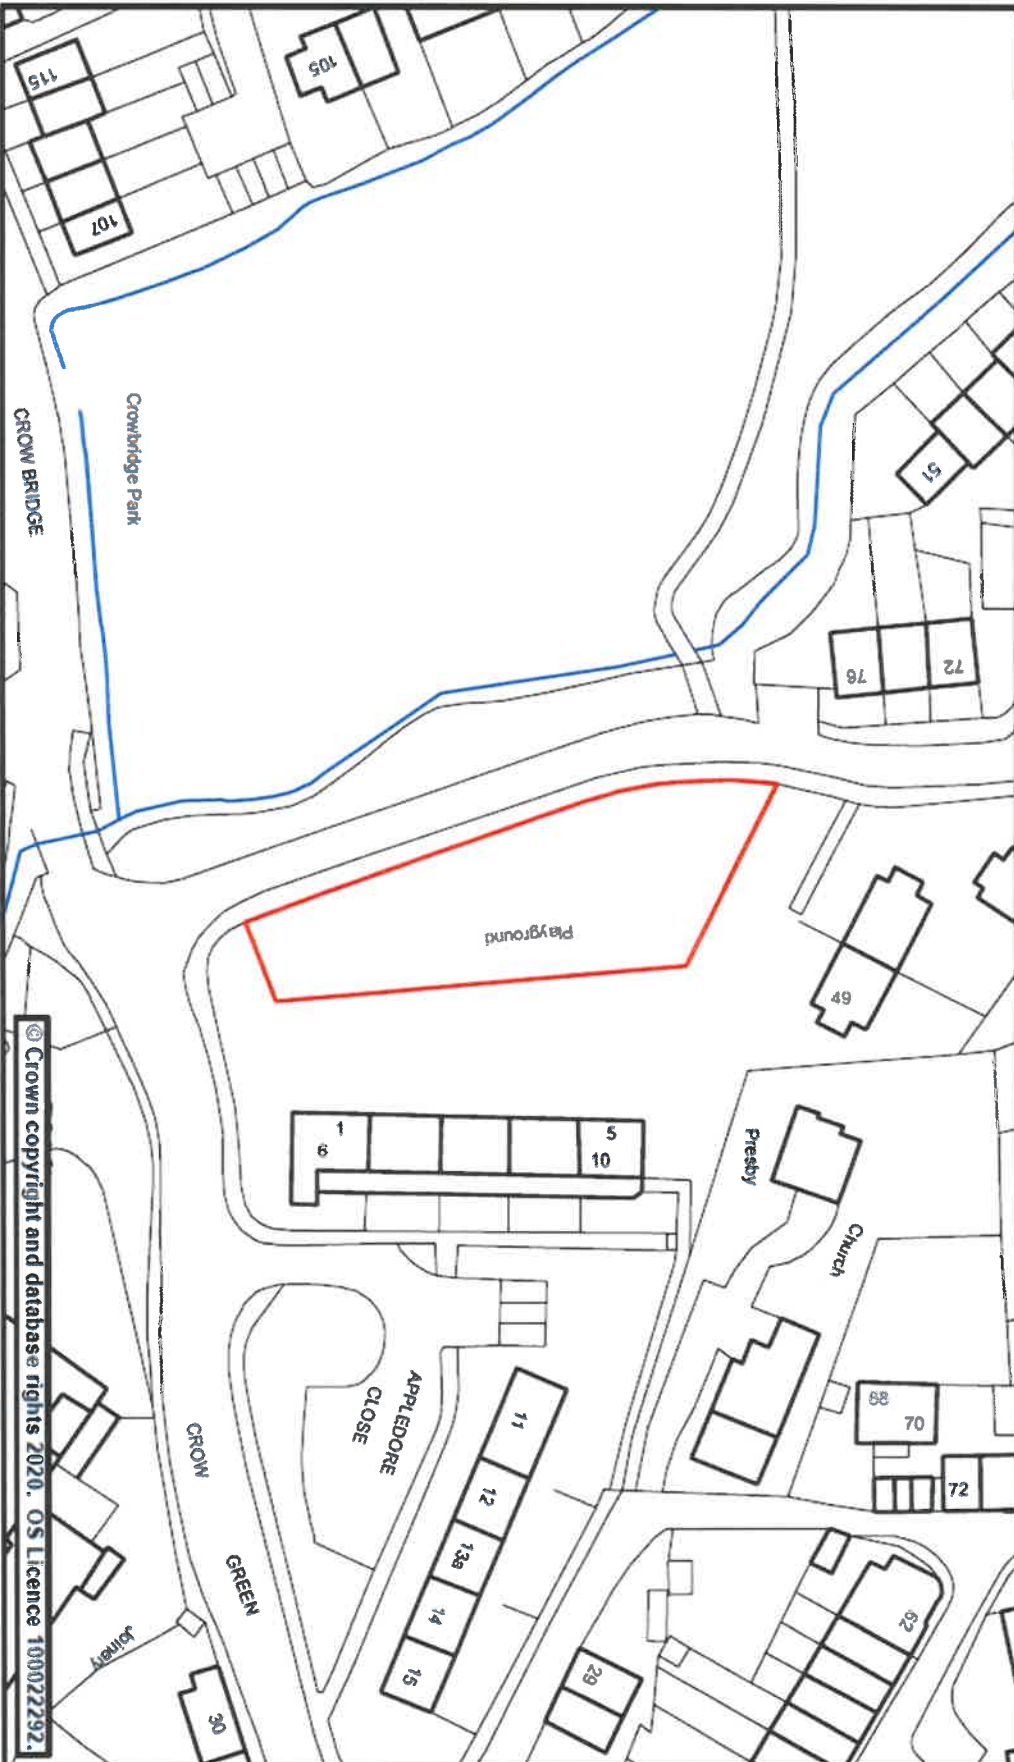 115
105
107
Crowbridge Park
CROW BRIDGE
51
76
72
Playground
49
1
6
5
10
Presby
Church
68
70
72
APPLEDORE
CLOSE
CROW
GREEN
11
12
13a
14
15
62
29
30
Joinery
© Crown copyright and database rights 2020. OS Licence 100022292.